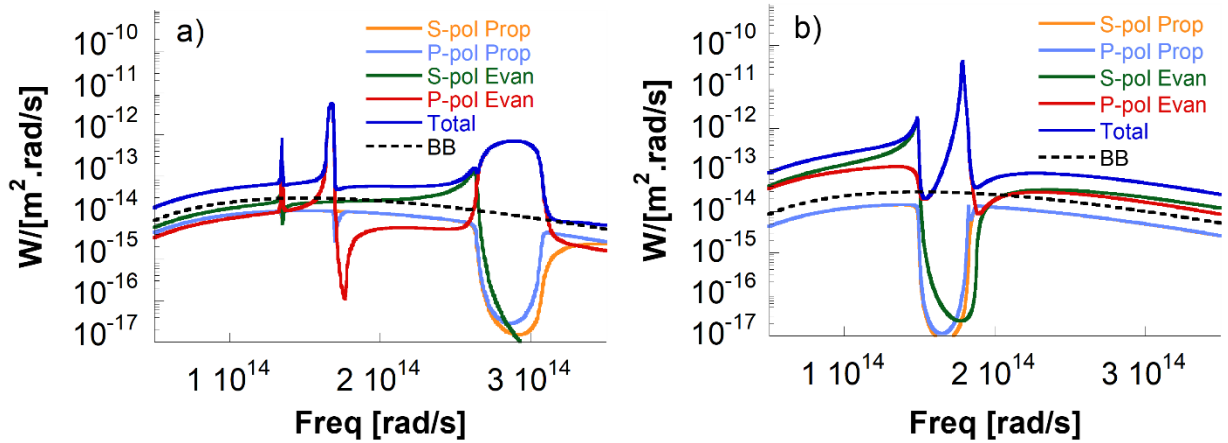 a)
S-pol Prop
P-pol Prop
S-pol Evan
P-pol Evan
Total
BB
10^-10
10^-11
10^-12
10^-13
10^-14
10^-15
10^-16
10^-17
W/[m^2.rad/s]
1 10^14
2 10^14
3 10^14
Freq [rad/s]
b)
S-pol Prop
P-pol Prop
S-pol Evan
P-pol Evan
Total
BB
10^-10
10^-11
10^-12
10^-13
10^-14
10^-15
10^-16
10^-17
W/[m^2.rad/s]
1 10^14
2 10^14
3 10^14
Freq [rad/s]